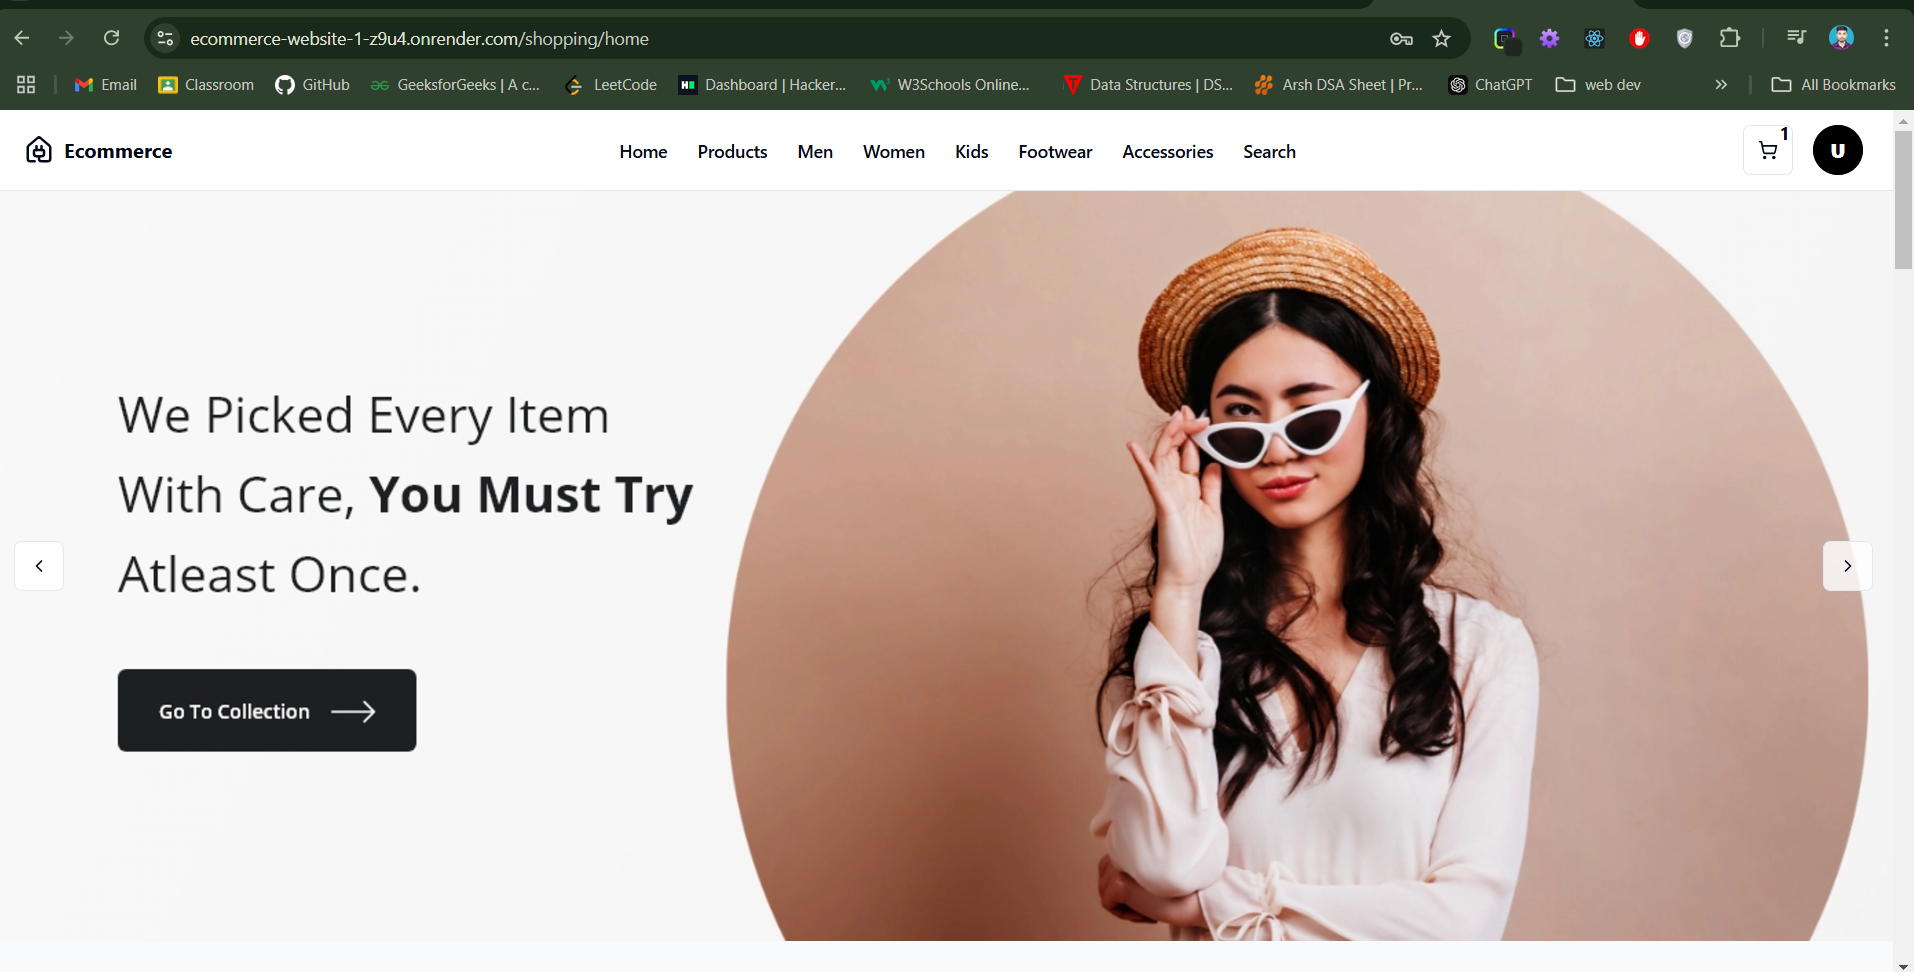 ecommerce-website-1-z9u4.onrender.com/shopping/home
Email
Classroom
GitHub
GeeksforGeeks | A c...
LeetCode
Dashboard | Hacker...
W3Schools Online...
Data Structures | DS...
Arsh DSA Sheet | Pr...
ChatGPT
web dev
All Bookmarks
Ecommerce
Home
Products
Men
Women
Kids
Footwear
Accessories
Search
1
U
We Picked Every Item
With Care, You Must Try
Atleast Once.
Go To Collection